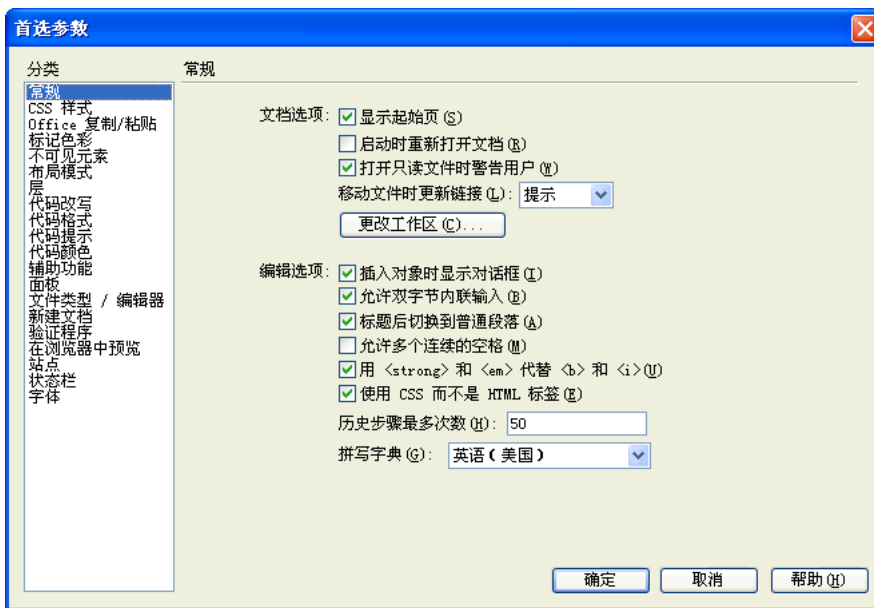 首选参数
分类
常规
CSS 样式
Office 复制/粘贴
标记色彩
不可见元素
布局模式
层
代码改写
代码格式
代码提示
代码颜色
辅助功能
面板
文件类型 / 编辑器
新建文档
验证程序
在浏览器中预览
站点
状态栏
字体
常规
文档选项: 显示起始页(S)
启动时重新打开文档(R)
打开只读文件时警告用户(W)
移动文件时更新链接(L): 提示
更改工作区(C)...
编辑选项: 插入对象时显示对话框(I)
允许双字节内联输入(B)
标题后切换到普通段落(A)
允许多个连续的空格(M)
用 <strong> 和 <em> 代替 <b> 和 <i>(U)
使用 CSS 而不是 HTML 标签(E)
历史步骤最多次数(H): 50
拼写字典(G): 英语(美国)
确定 取消 帮助(H)